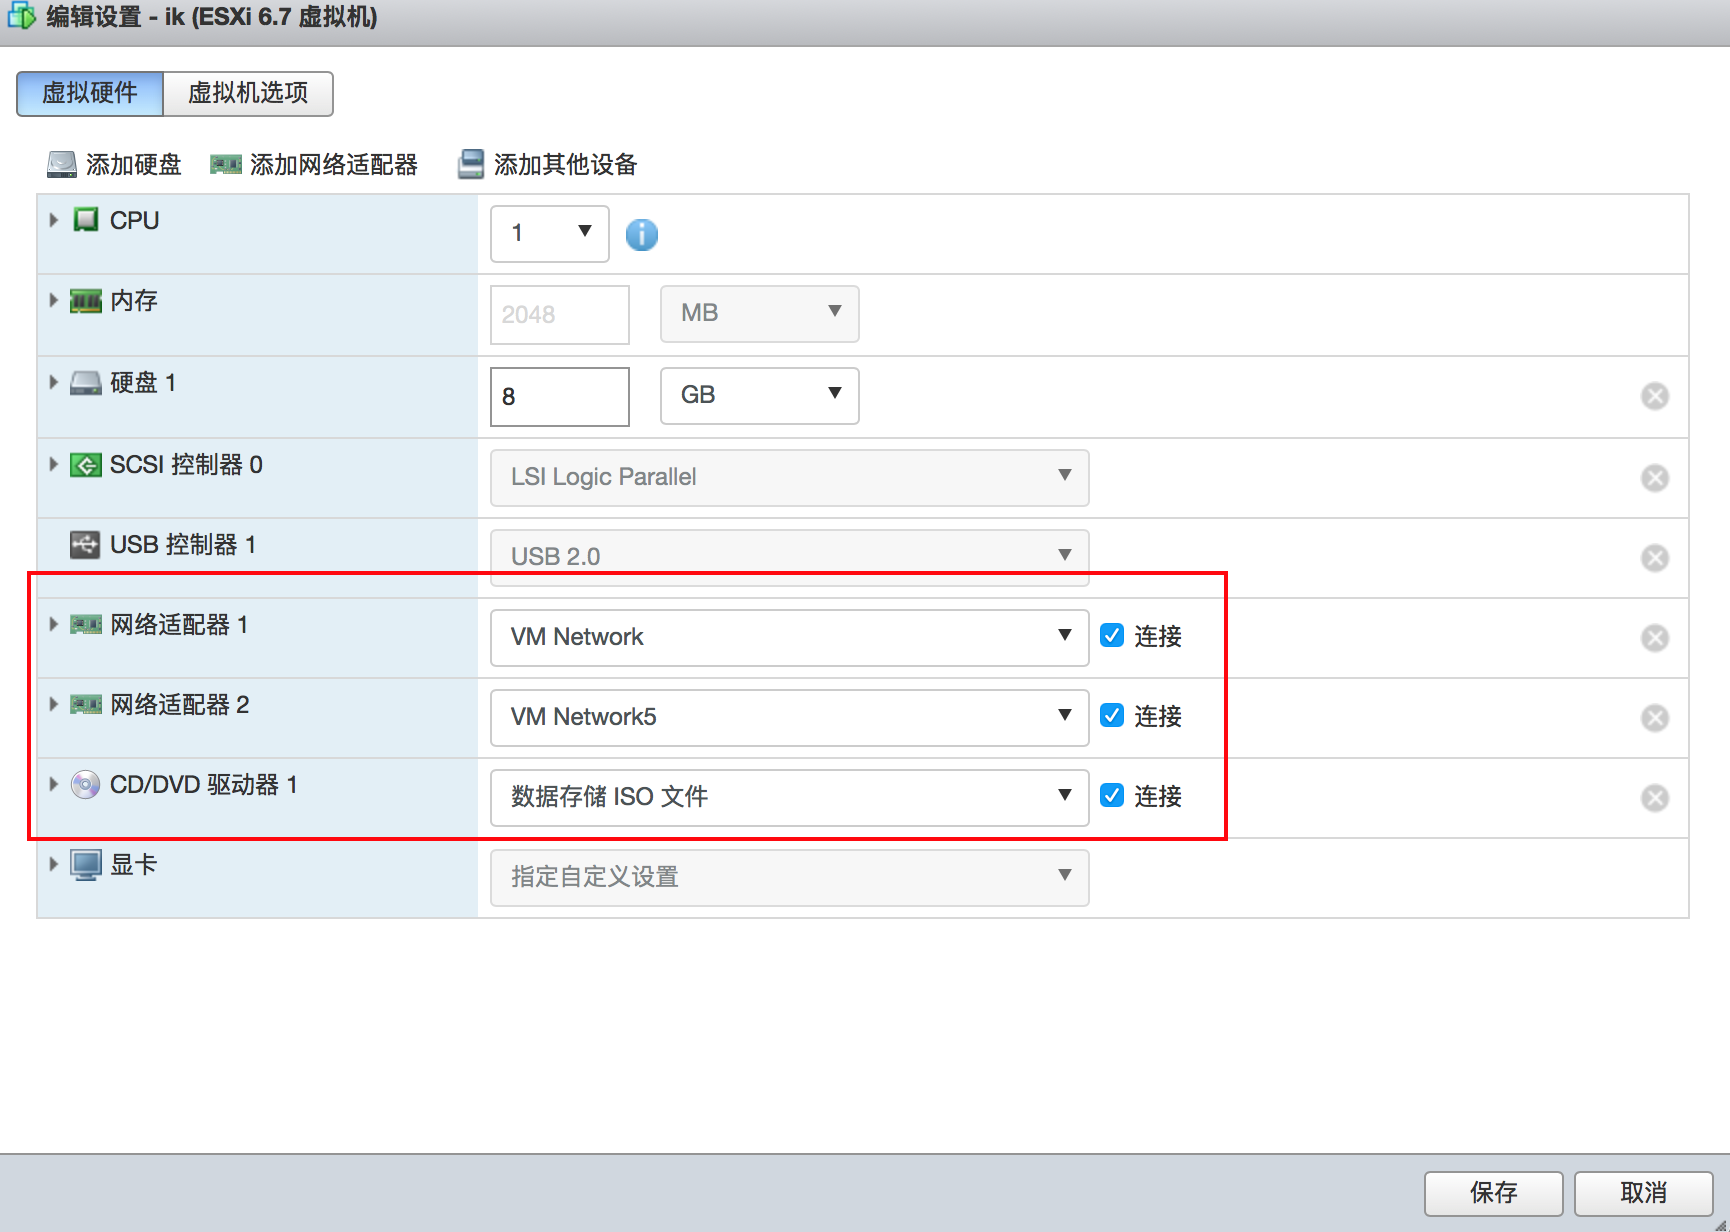 编辑设置 - ik (ESXi 6.7 虚拟机)
虚拟硬件 虚拟机选项
添加硬盘 添加网络适配器 添加其他设备
CPU 1
内存 2048 MB
硬盘 1 8 GB
SCSI 控制器 0 LSI Logic Parallel
USB 控制器 1 USB 2.0
网络适配器 1 VM Network 连接
网络适配器 2 VM Network5 连接
CD/DVD 驱动器 1 数据存储 ISO 文件 连接
显卡 指定自定义设置
保存 取消